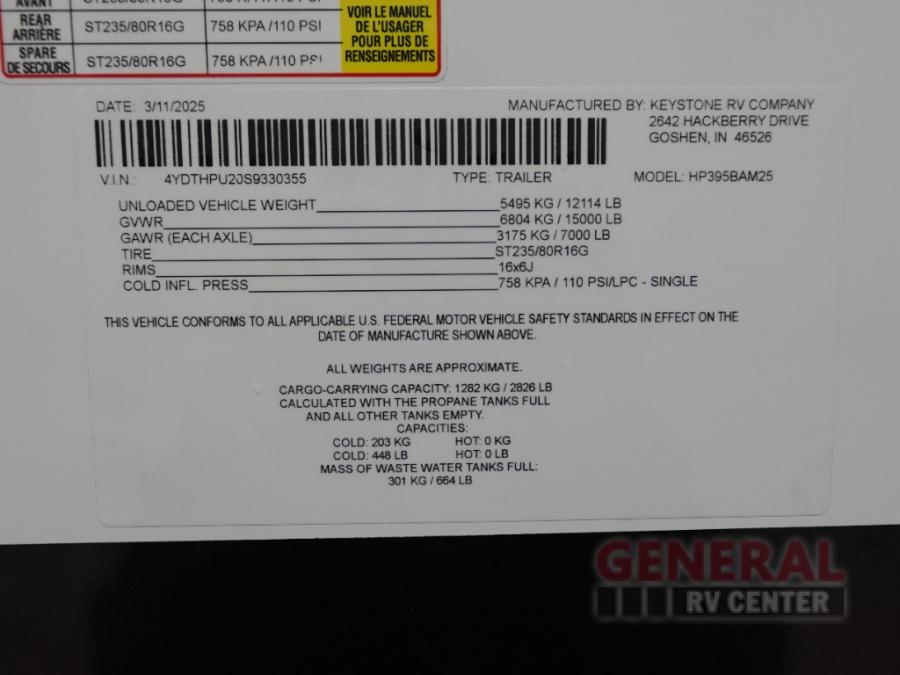 AVANT
REAR
ARRIÈRE ST235/80R16G 758 KPA /110 PSI
SPARE
DE SECOURS ST235/80R16G 758 KPA /110 PSI
VOIR LE MANUEL
DE L'USAGER
POUR PLUS DE
RENSEIGNEMENTS
DATE: 3/11/2025 MANUFACTURED BY: KEYSTONE RV COMPANY
2642 HACKBERRY DRIVE
GOSHEN, IN 46526
V.I.N.: 4YDTHPU20S9330355 TYPE: TRAILER MODEL: HP395BAM25
UNLOADED VEHICLE WEIGHT 5495 KG / 12114 LB
GVWR 6804 KG / 15000 LB
GAWR (EACH AXLE) 3175 KG / 7000 LB
TIRE ST235/80R16G
RIMS 16x6J
COLD INFL. PRESS 758 KPA / 110 PSI/LPC - SINGLE
THIS VEHICLE CONFORMS TO ALL APPLICABLE U.S. FEDERAL MOTOR VEHICLE SAFETY STANDARDS IN EFFECT ON THE
DATE OF MANUFACTURE SHOWN ABOVE.
ALL WEIGHTS ARE APPROXIMATE.
CARGO-CARRYING CAPACITY: 1282 KG / 2826 LB
CALCULATED WITH THE PROPANE TANKS FULL
AND ALL OTHER TANKS EMPTY.
CAPACITIES:
COLD: 203 KG HOT: 0 KG
COLD: 448 LB HOT: 0 LB
MASS OF WASTE WATER TANKS FULL:
301 KG / 664 LB
GENERAL
RV CENTER